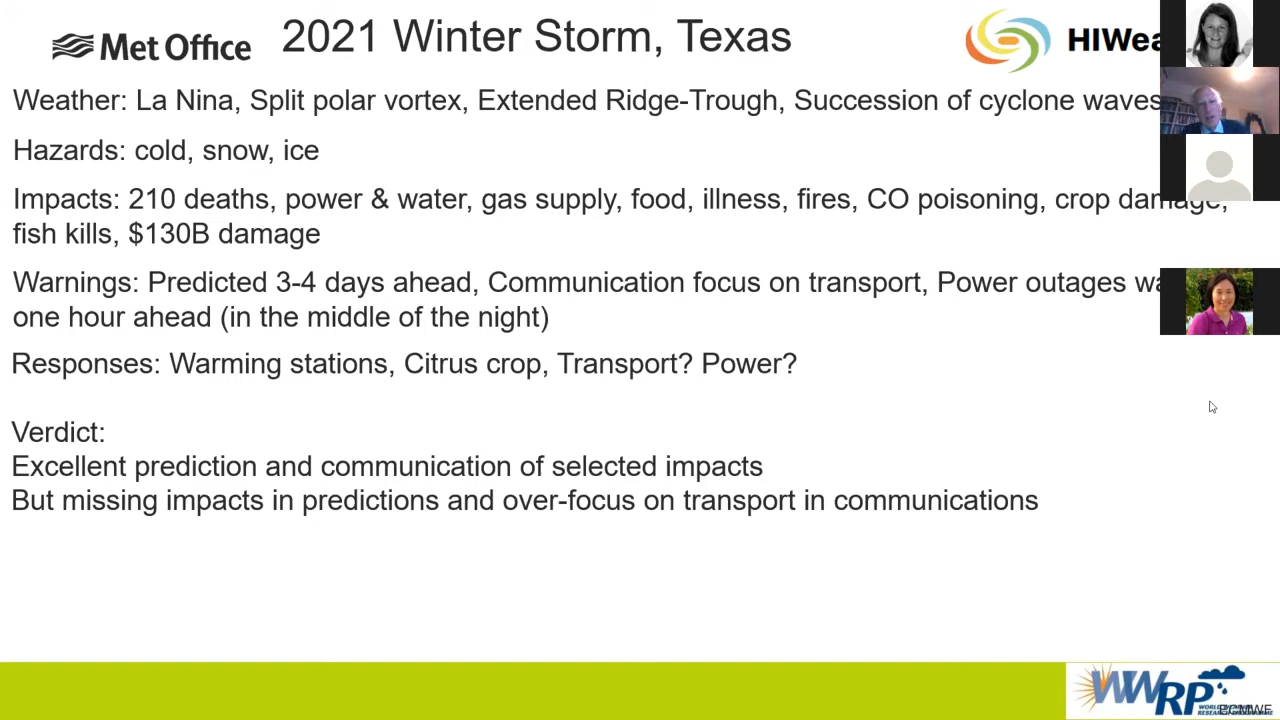 Met Office
2021 Winter Storm, Texas
HIWea
Weather: La Nina, Split polar vortex, Extended Ridge-Trough, Succession of cyclone waves
Hazards: cold, snow, ice
Impacts: 210 deaths, power & water, gas supply, food, illness, fires, CO poisoning, crop damage,
fish kills, $130B damage
Warnings: Predicted 3-4 days ahead, Communication focus on transport, Power outages
one hour ahead (in the middle of the night)
Responses: Warming stations, Citrus crop, Transport? Power?
Verdict:
Excellent prediction and communication of selected impacts
But missing impacts in predictions and over-focus on transport in communications
WWRP
ECMWF